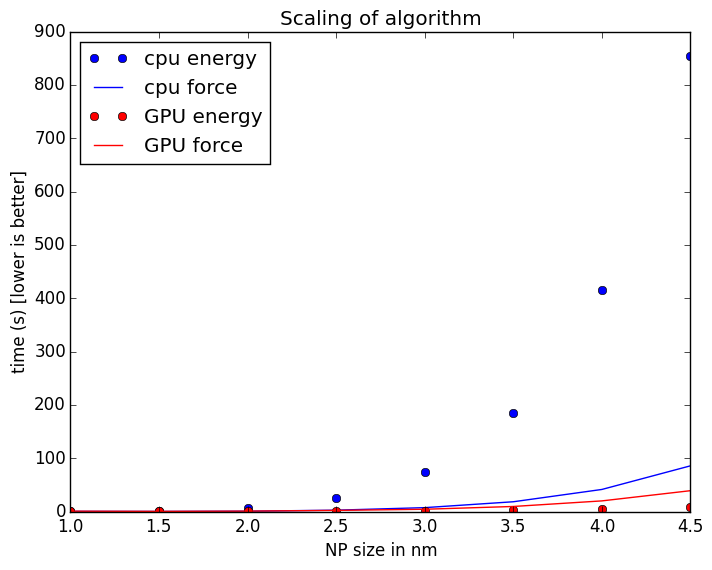 Scaling of algorithm
900
800
700
600
500
400
300
200
100
0
time (s) [lower is better]
cpu energy
cpu force
GPU energy
GPU force
1.0 1.5 2.0 2.5 3.0 3.5 4.0 4.5
NP size in nm